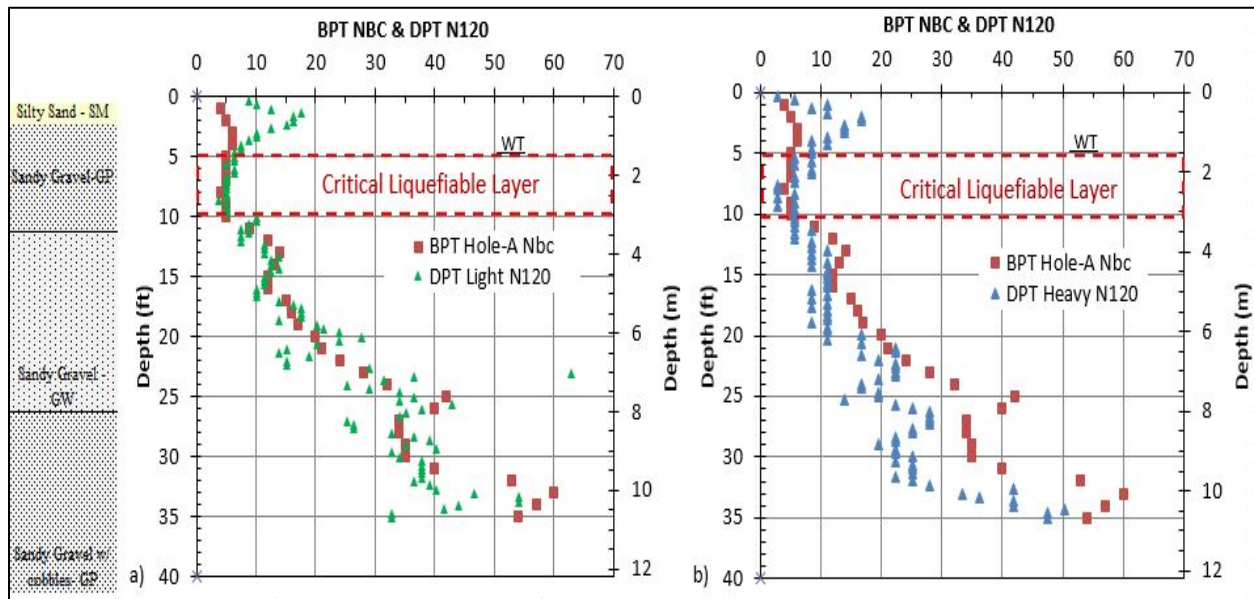 Silty Sand - SM
Sandy Gravel-GP
Sandy Gravel -
GW
Sandy Gravel w
cobbles- GP
BPT NBC & DPT N120
0 10 20 30 40 50 60 70
0
5
10
15
20
25
30
35
40
Depth (ft)
WT
Critical Liquefiable Layer
BPT Hole-A Nbc
DPT Light N120
0
2
4
6
8
10
12
Depth (m)
a)
BPT NBC & DPT N120
0 10 20 30 40 50 60 70
0
5
10
15
20
25
30
35
40
Depth (ft)
WT
Critical Liquefiable Layer
BPT Hole-A Nbc
DPT Heavy N120
0
2
4
6
8
10
12
Depth (m)
b)